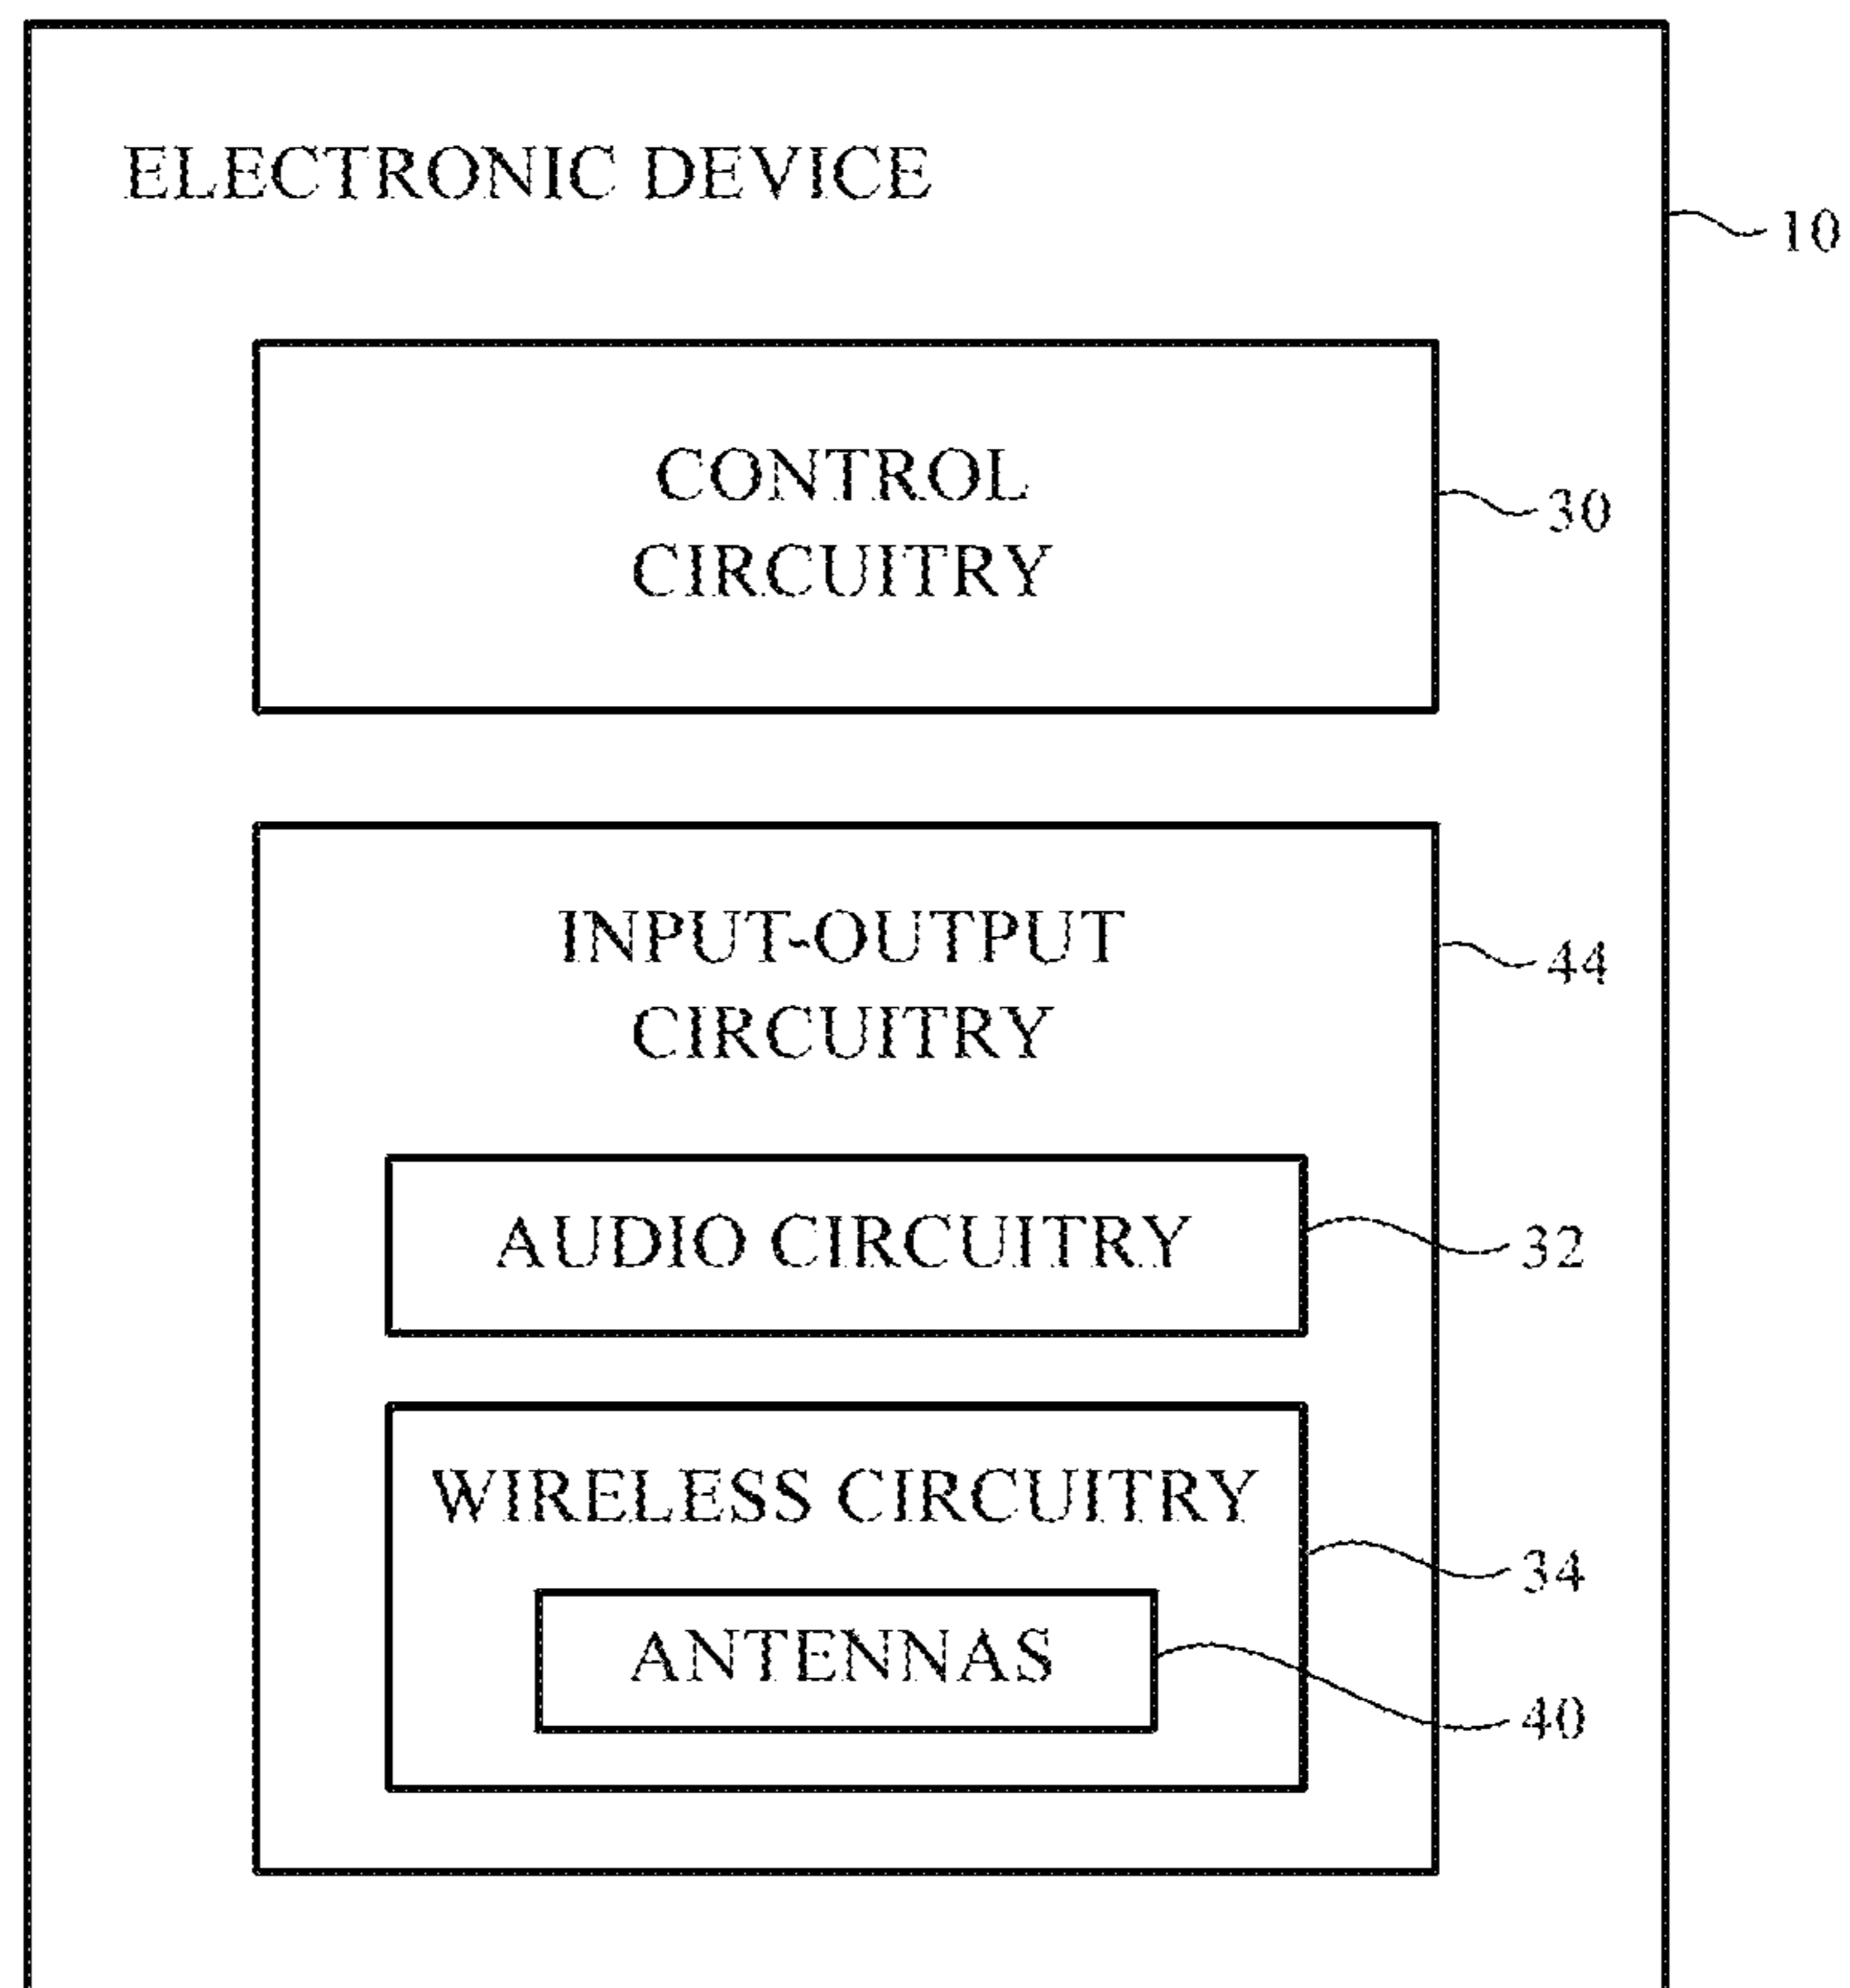 ELECTRONIC DEVICE
10
CONTROL
CIRCUITRY
30
INPUT-OUTPUT
CIRCUITRY
44
AUDIO CIRCUITRY
32
WIRELESS CIRCUITRY
34
ANTENNAS
40